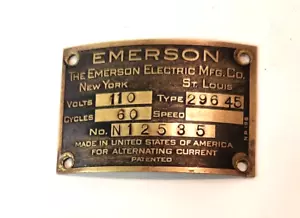 EMERSON
THE EMERSON ELECTRIC MFG. CO.
NEW YORK ST. LOUIS
VOLTS 110 TYPE 29645
CYCLES 60 SPEED
NO. N12535
MADE IN UNITED STATES OF AMERICA
FOR ALTERNATING CURRENT
PATENTED